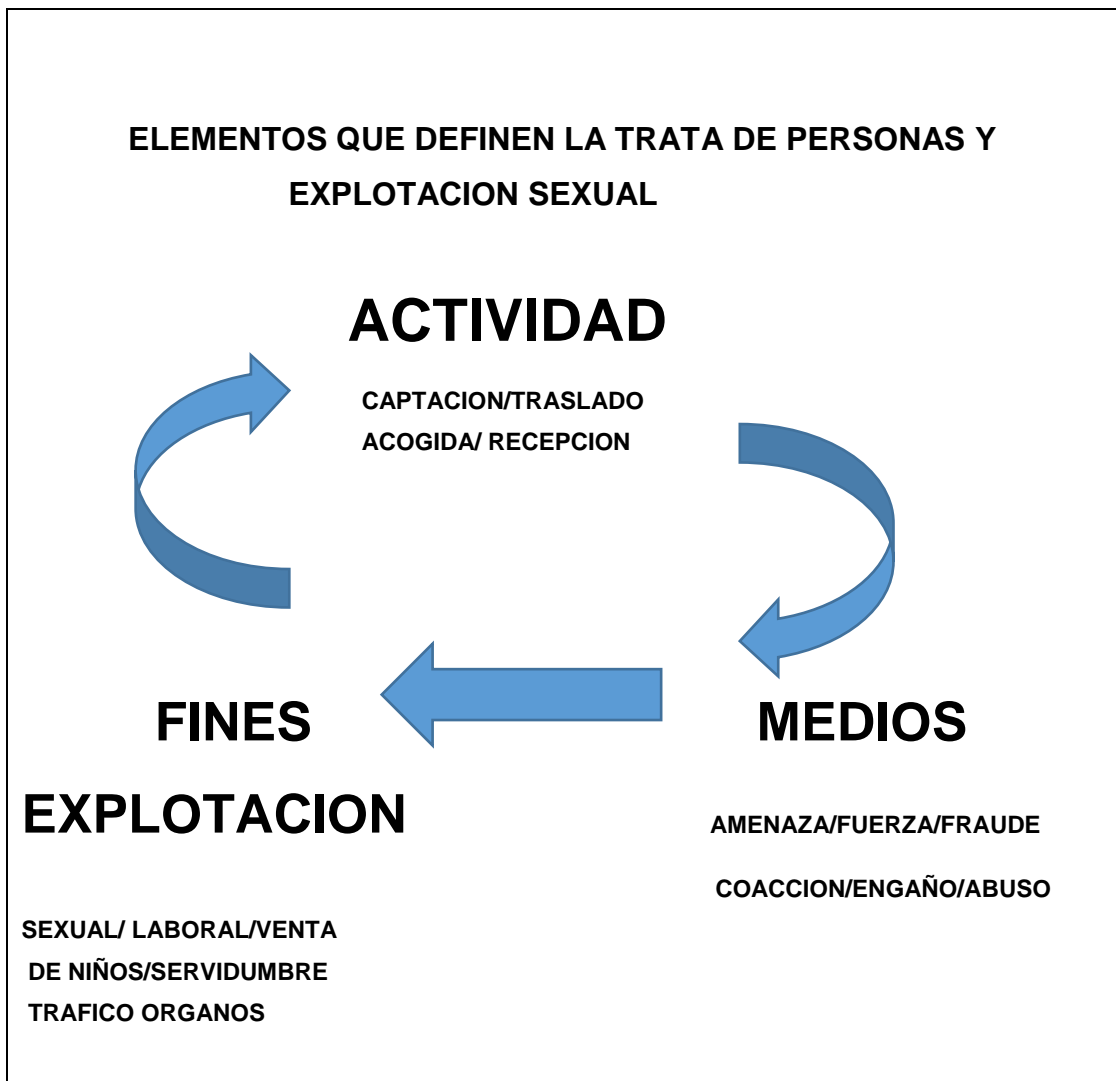 ELEMENTOS QUE DEFINEN LA TRATA DE PERSONAS Y
EXPLOTACION SEXUAL
ACTIVIDAD
CAPTACION/TRASLADO
ACOGIDA/ RECEPCION
FINES
EXPLOTACION
SEXUAL/ LABORAL/VENTA
DE NIÑOS/SERVIDUMBRE
TRAFICO ORGANOS
MEDIOS
AMENAZA/FUERZA/FRAUDE
COACCION/ENGAÑO/ABUSO